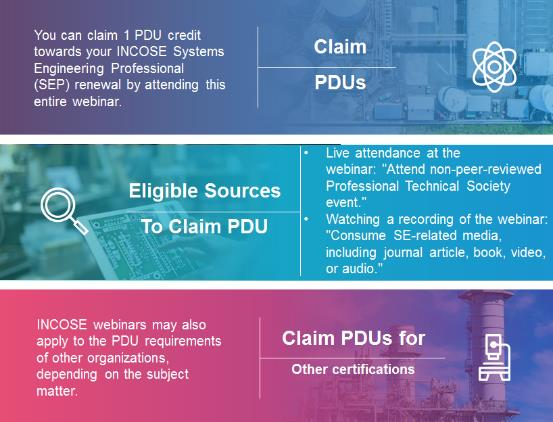 You can claim 1 PDU credit
towards your INCOSE Systems
Engineering Professional
(SEP) renewal by attending this
entire webinar.
Claim
PDUs
Eligible Sources
To Claim PDU
• Live attendance at the
webinar: "Attend non-peer-reviewed
Professional Technical Society
event."
• Watching a recording of the webinar:
"Consume SE-related media,
including journal article, book, video,
or audio."
INCOSE webinars may also
apply to the PDU requirements
of other organizations,
depending on the subject
matter.
Claim PDUs for
Other certifications